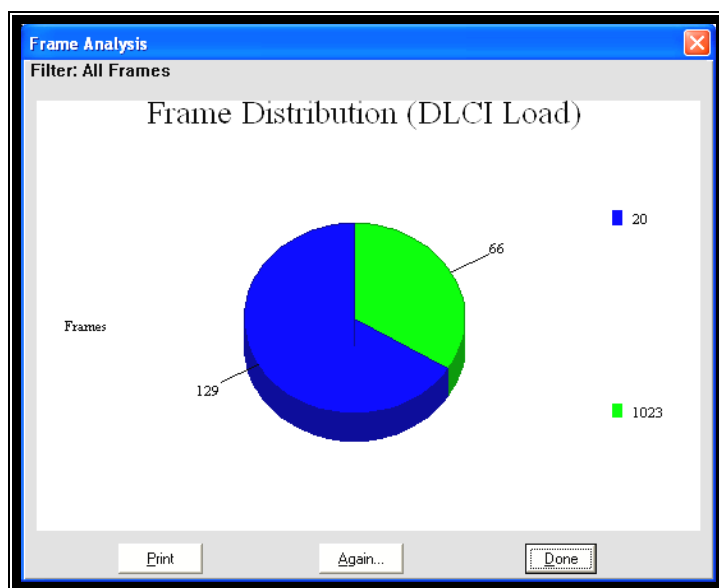 Frame Analysis
Filter: All Frames
Frame Distribution (DLCI Load)
20
66
Frames
129
1023
Print
Again...
Done